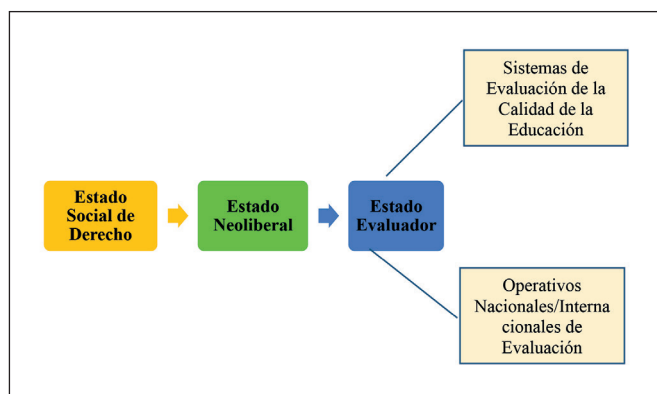 Sistemas de
Evaluación de la
Calidad de la
Educación
Estado
Social de
Derecho
Estado
Neoliberal
Estado
Evaluador
Operativos
Nacionales/Interna
cionales de
Evaluación